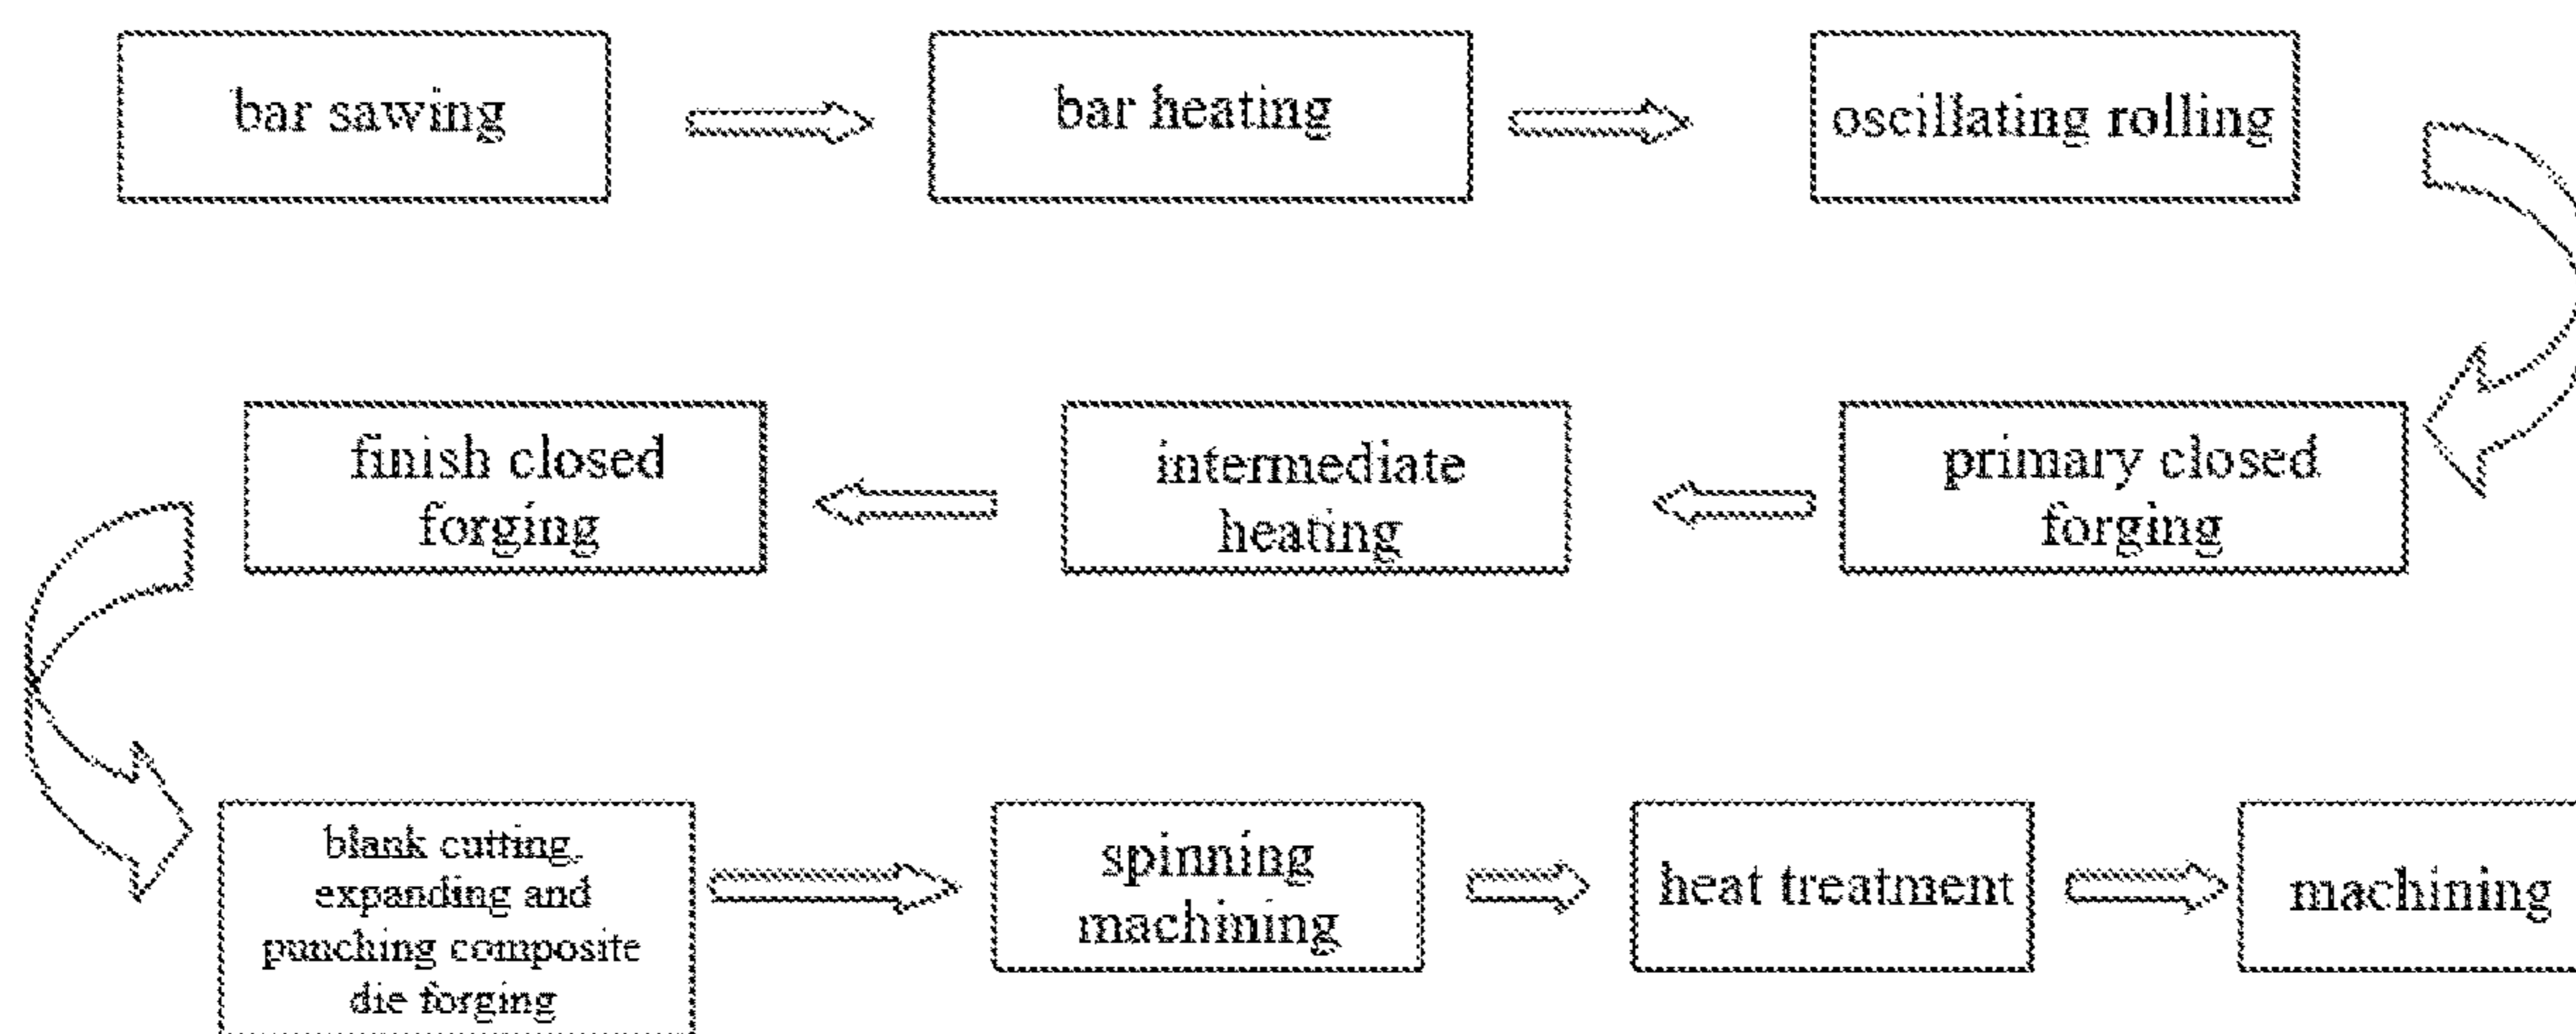 bar sawing
bar heating
oscillating rolling
primary closed
forging
intermediate
heating
finish closed
forging
blank cutting,
expanding and
punching composite
die forging
spinning
machining
heat treatment
machining